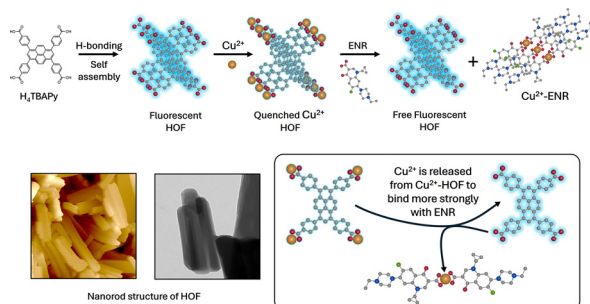 H-bonding
Self
assembly
H₄TBAPy
Cu²⁺
ENR
Fluorescent
HOF
Quenched Cu²⁺
HOF
Free Fluorescent
HOF
+
Cu²⁺-ENR
Nanorod structure of HOF
Cu²⁺ is released
from Cu²⁺-HOF to
bind more strongly
with ENR